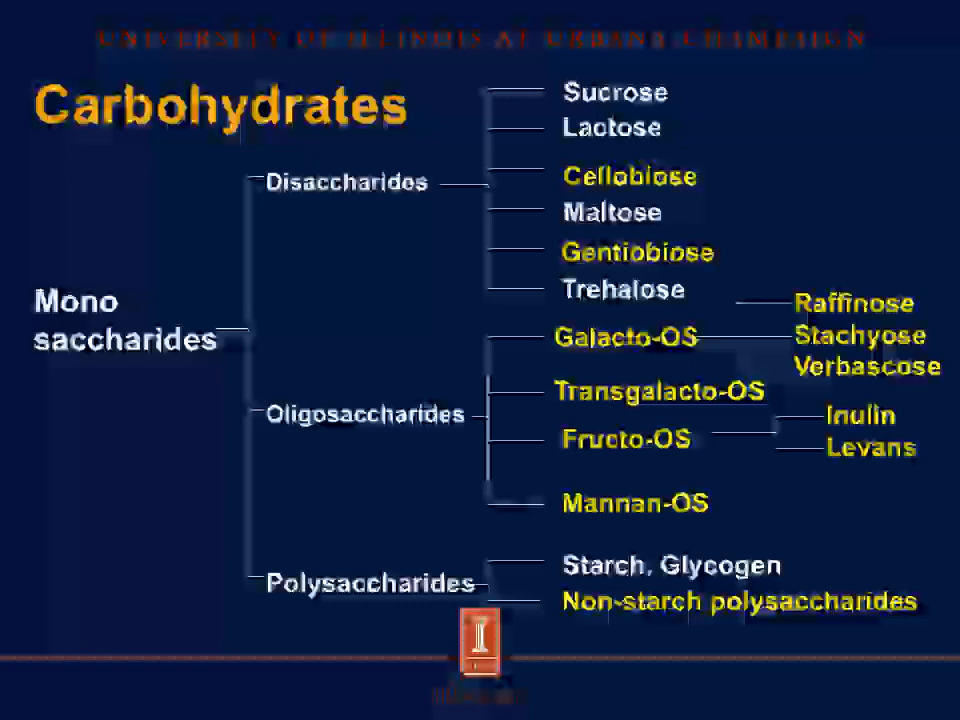 UNIVERSITY OF ILLINOIS AT URBANA-CHAMPAIGN
Carbohydrates
Mono
saccharides
Disaccharides
Sucrose
Lactose
Cellobiose
Maltose
Gentiobiose
Trehalose
Oligosaccharides
Galacto-OS
Raffinose
Stachyose
Verbascose
Transgalacto-OS
Fructo-OS
Inulin
Levans
Mannan-OS
Polysaccharides
Starch, Glycogen
Non-starch polysaccharides
I